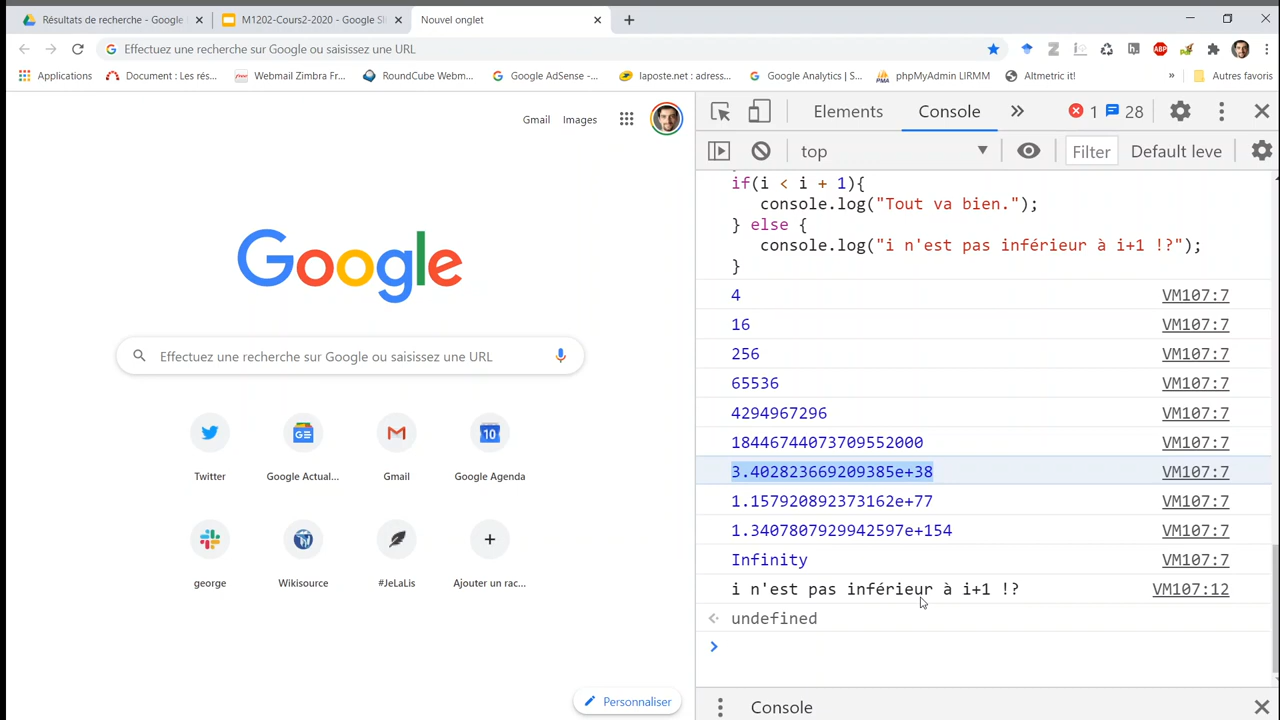 Résultats de recherche - Google
M1202-Cours2-2020 - Google Sl
Nouvel onglet
Effectuez une recherche sur Google ou saisissez une URL
ABP
Applications
Document : Les rés...
Webmail Zimbra Fr...
RoundCube Webm...
Google AdSense -...
laposte.net : adress...
Google Analytics | S...
phpMyAdmin LIRMM
Altmetric it!
»
Autres favoris
Gmail
Images
Google
Effectuez une recherche sur Google ou saisissez une URL
Twitter
Google Actual...
Gmail
10
Google Agenda
george
Wikisource
#JeLaLis
Ajouter un rac...
Personnaliser
Elements
Console
1
28
top
Filter
Default leve
if(i < i + 1){
console.log("Tout va bien.");
} else {
console.log("i n'est pas inférieur à i+1 !?");
}
4 VM107:7
16 VM107:7
256 VM107:7
65536 VM107:7
4294967296 VM107:7
18446744073709552000 VM107:7
3.402823669209385e+38 VM107:7
1.157920892373162e+77 VM107:7
1.3407807929942597e+154 VM107:7
Infinity VM107:7
i n'est pas inférieur à i+1 !? VM107:12
undefined
Console